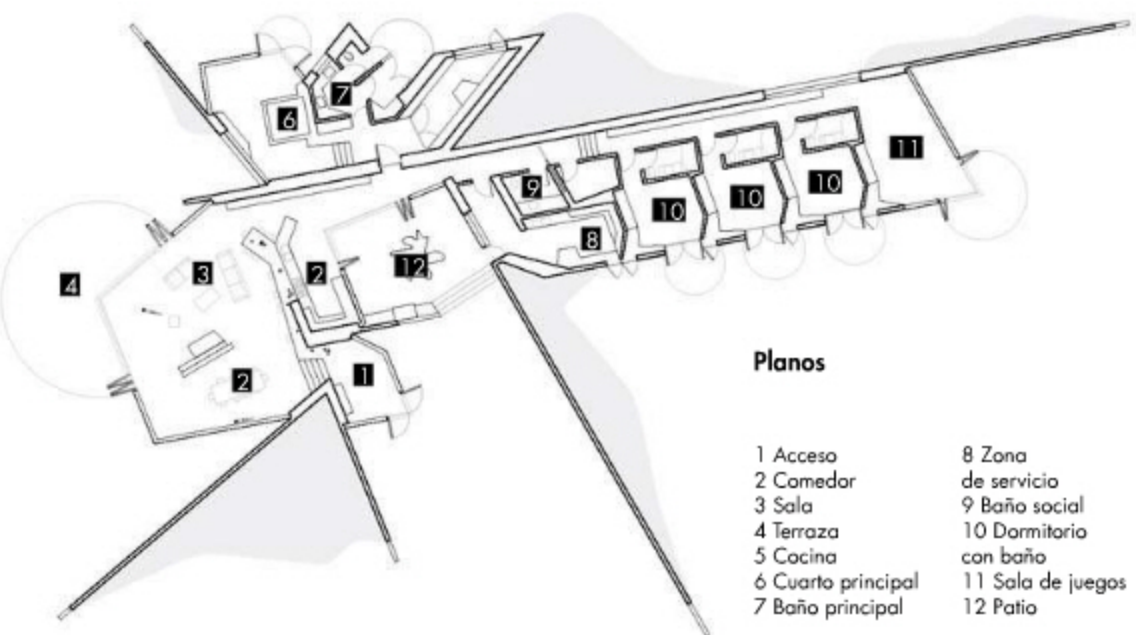 7
6
11
10
10
9
10
8
12
3
2
4
1
2
Planos
1 Acceso
2 Comedor
3 Sala
4 Terraza
5 Cocina
6 Cuarto principal
7 Baño principal
8 Zona
de servicio
9 Baño social
10 Dormitorio
con baño
11 Sala de juegos
12 Patio